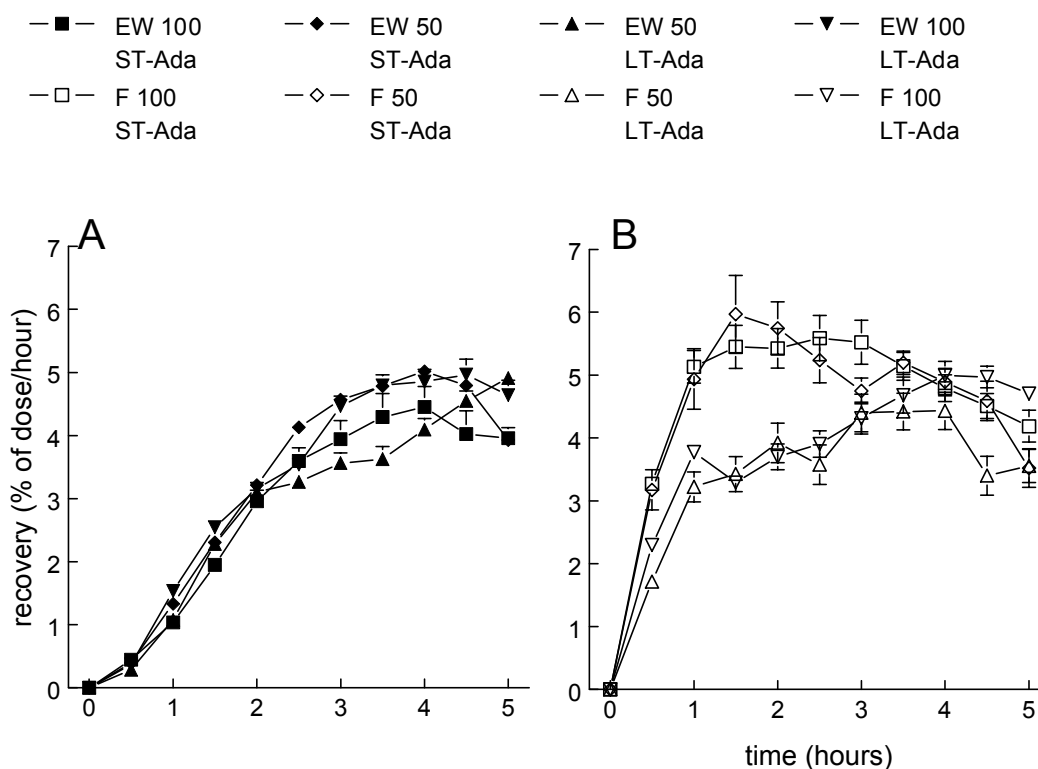 EW 100 EW 50 EW 50 EW 100
ST-Ada ST-Ada LT-Ada LT-Ada
F 100 F 50 F 50 F 100
ST-Ada ST-Ada LT-Ada LT-Ada
A B
recovery (% of dose/hour)
7 7
6 6
5 5
4 4
3 3
2 2
1 1
0 0
0 1 2 3 4 5 0 1 2 3 4 5
time (hours)